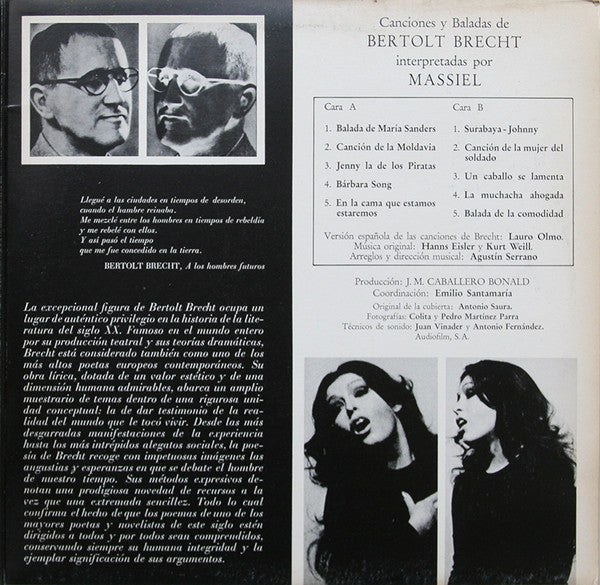 Llegué a las ciudades en tiempos de desorden,
cuando el hambre reinaba.
Me mezclé entre los hombres en tiempos de rebeldía
y me rebelé con ellos.
Y así pasó el tiempo
que me fue concedido en la tierra.
BERTOLT BRECHT, A los hombres futuros
La excepcional figura de Bertolt Brecht ocupa un
lugar de auténtico privilegio en la historia de la lite-
ratura del siglo XX. Famoso en el mundo entero
por su producción teatral y sus teorías dramáticas,
Brecht está considerado también como uno de los
más altos poetas europeos contemporáneos. Su
obra lírica, dotada de un valor estético y de una
dimensión humana admirables, abarca un amplio
muestrario de temas dentro de una rigurosa uni-
dad conceptual: la de dar testimonio de la rea-
lidad del mundo que le tocó vivir. Desde las
más desgarradas manifestaciones de la experiencia
hasta los más intrépidos alegatos sociales, la poe-
sía de Brecht recoge con impetuosas imágenes las
angustias y esperanzas en que se debate el hombre
de nuestro tiempo. Sus métodos expresivos de-
notan una prodigiosa novedad de recursos a la
vez que una extremada sencillez. Todo lo cual
confirma el hecho de que los poemas de uno de los
mayores poetas y novelistas de este siglo estén
dirigidos a todos y por todos sean comprendidos,
conservando siempre su humana integridad y la
ejemplar significación de sus argumentos.
Canciones y Baladas de
BERTOLT BRECHT
interpretadas por
MASSIEL
Cara A
1. Balada de María Sanders
2. Canción de la Moldavia
3. Jenny la de los Piratas
4. Bárbara Song
5. En la cama que estamos
estaremos
Cara B
1. Surabaya-Johnny
2. Canción de la mujer del
soldado
3. Un caballo se lamenta
4. La muchacha ahogada
5. Balada de la comodidad
Versión española de las canciones de Brecht: Lauro Olmo.
Música original: Hanns Eisler y Kurt Weill.
Arreglos y dirección musical: Agustín Serrano
Producción: J. M. CABALLERO BONALD
Coordinación: Emilio Santamaría
Original de la cubierta: Antonio Saura.
Fotografías: Colita y Pedro Martínez Parra
Técnicos de sonido: Juan Vinader y Antonio Fernández.
Audiofilm, S. A.